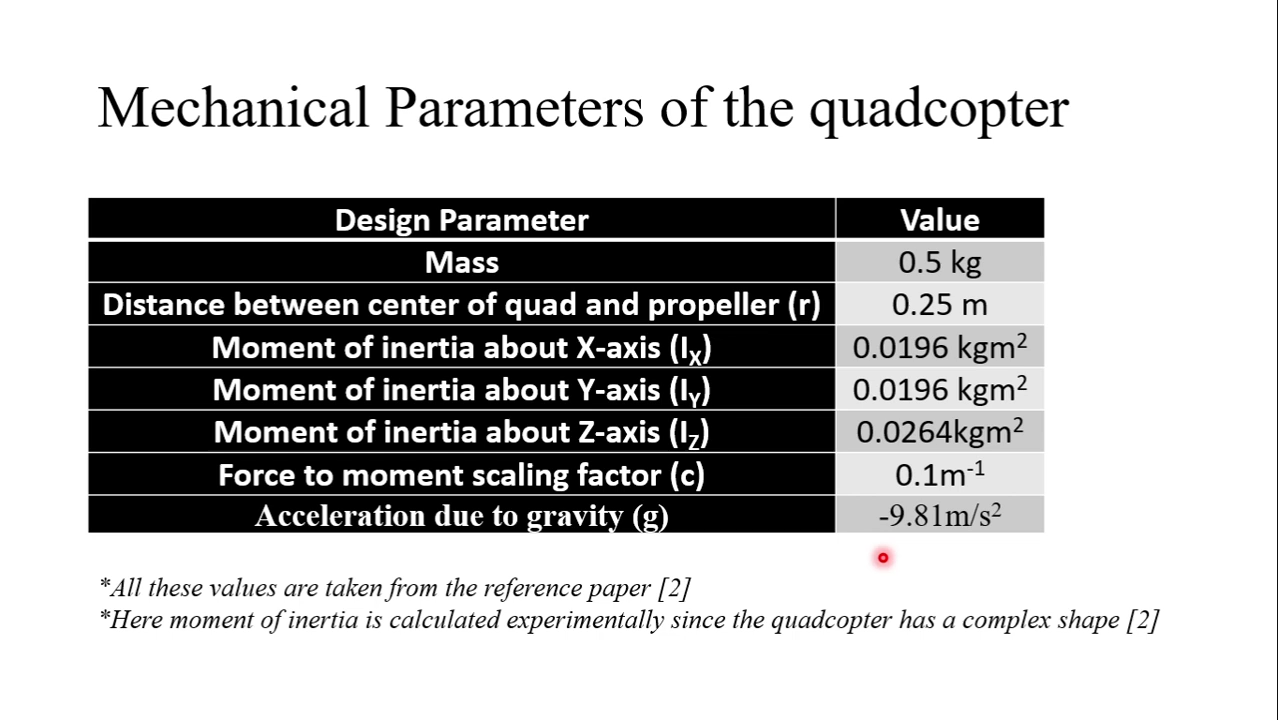 Mechanical Parameters of the quadcopter
Design Parameter Value
Mass 0.5 kg
Distance between center of quad and propeller (r) 0.25 m
Moment of inertia about X-axis (I_X) 0.0196 kgm²
Moment of inertia about Y-axis (I_Y) 0.0196 kgm²
Moment of inertia about Z-axis (I_Z) 0.0264kgm²
Force to moment scaling factor (c) 0.1m⁻¹
Acceleration due to gravity (g) -9.81m/s²
*All these values are taken from the reference paper [2]
*Here moment of inertia is calculated experimentally since the quadcopter has a complex shape [2]